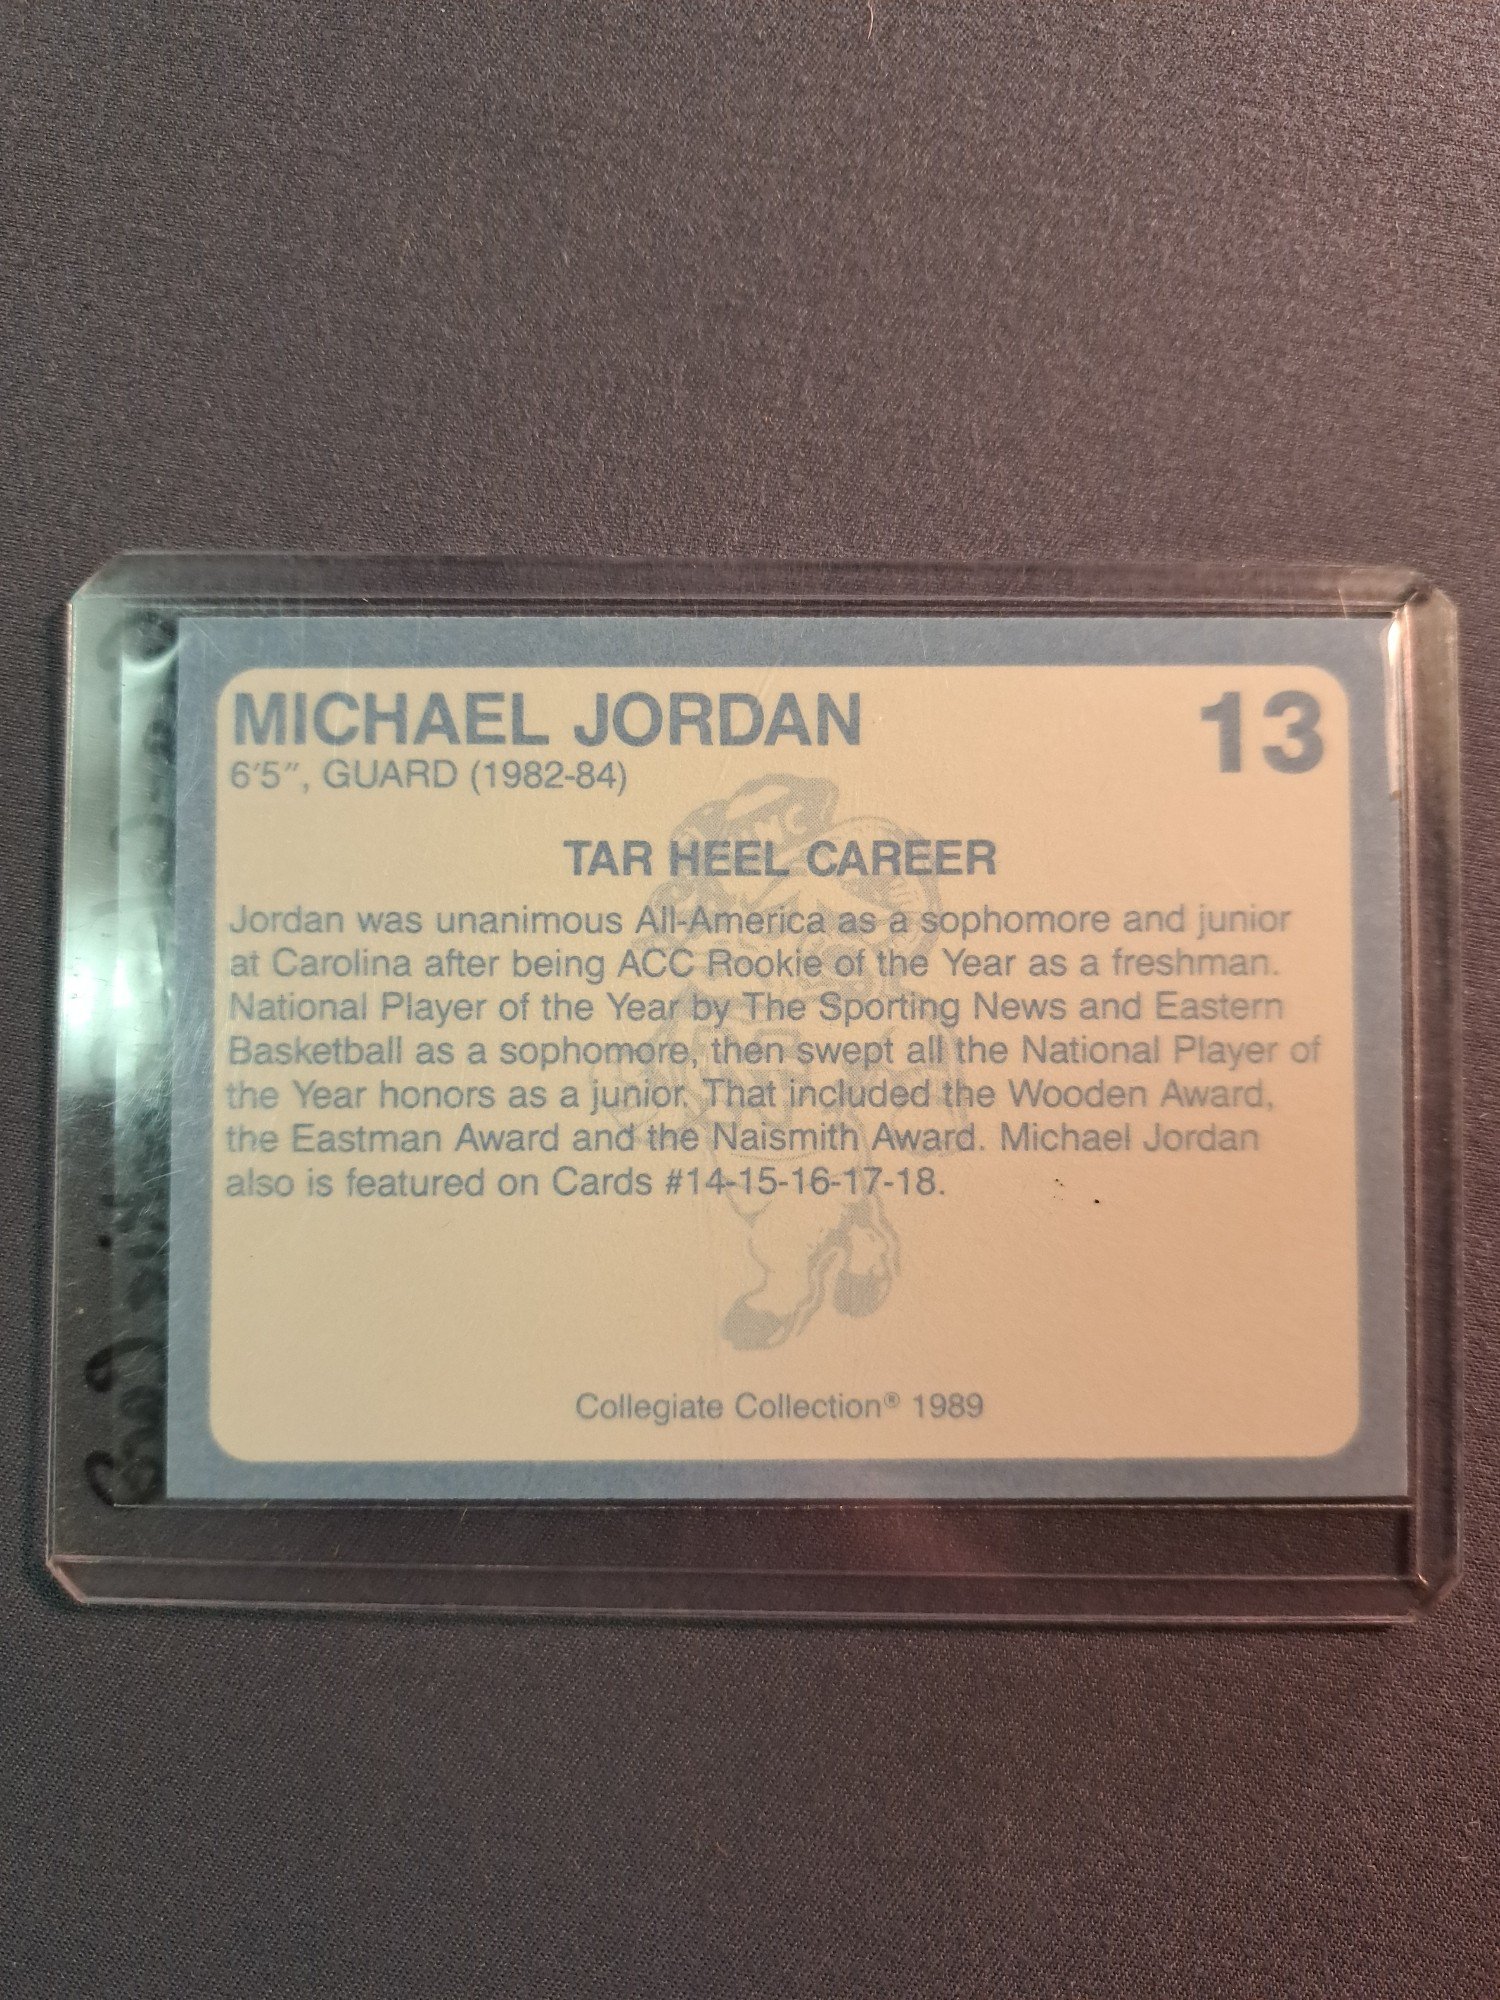 MICHAEL JORDAN
13
6'5", GUARD (1982-84)
TAR HEEL CAREER
Jordan was unanimous All-America as a sophomore and junior
at Carolina after being ACC Rookie of the Year as a freshman.
National Player of the Year by The Sporting News and Eastern
Basketball as a sophomore, then swept all the National Player of
the Year honors as a junior. That included the Wooden Award,
the Eastman Award and the Naismith Award. Michael Jordan
also is featured on Cards #14-15-16-17-18.
Collegiate Collection® 1989